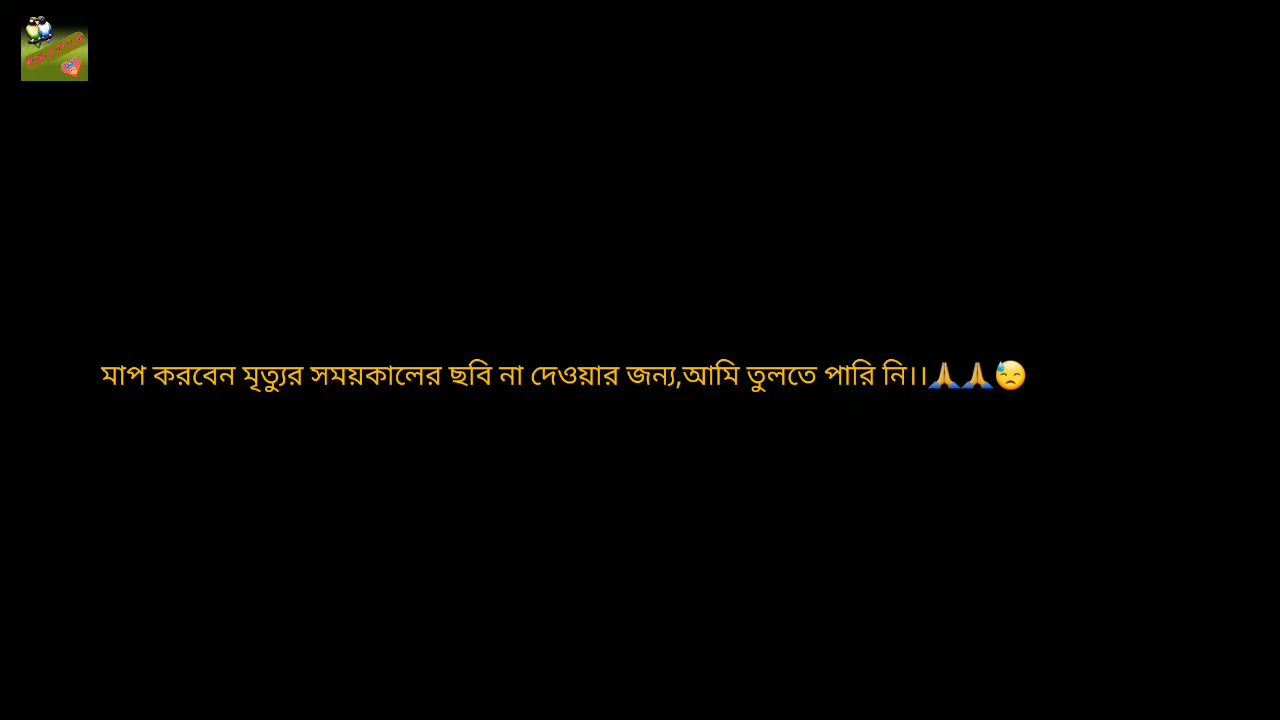 মাপ করবেন মৃত্যুর সময়কালের ছবি না দেওয়ার জন্য,আমি তুলতে পারি নি।।🙏🙏😓